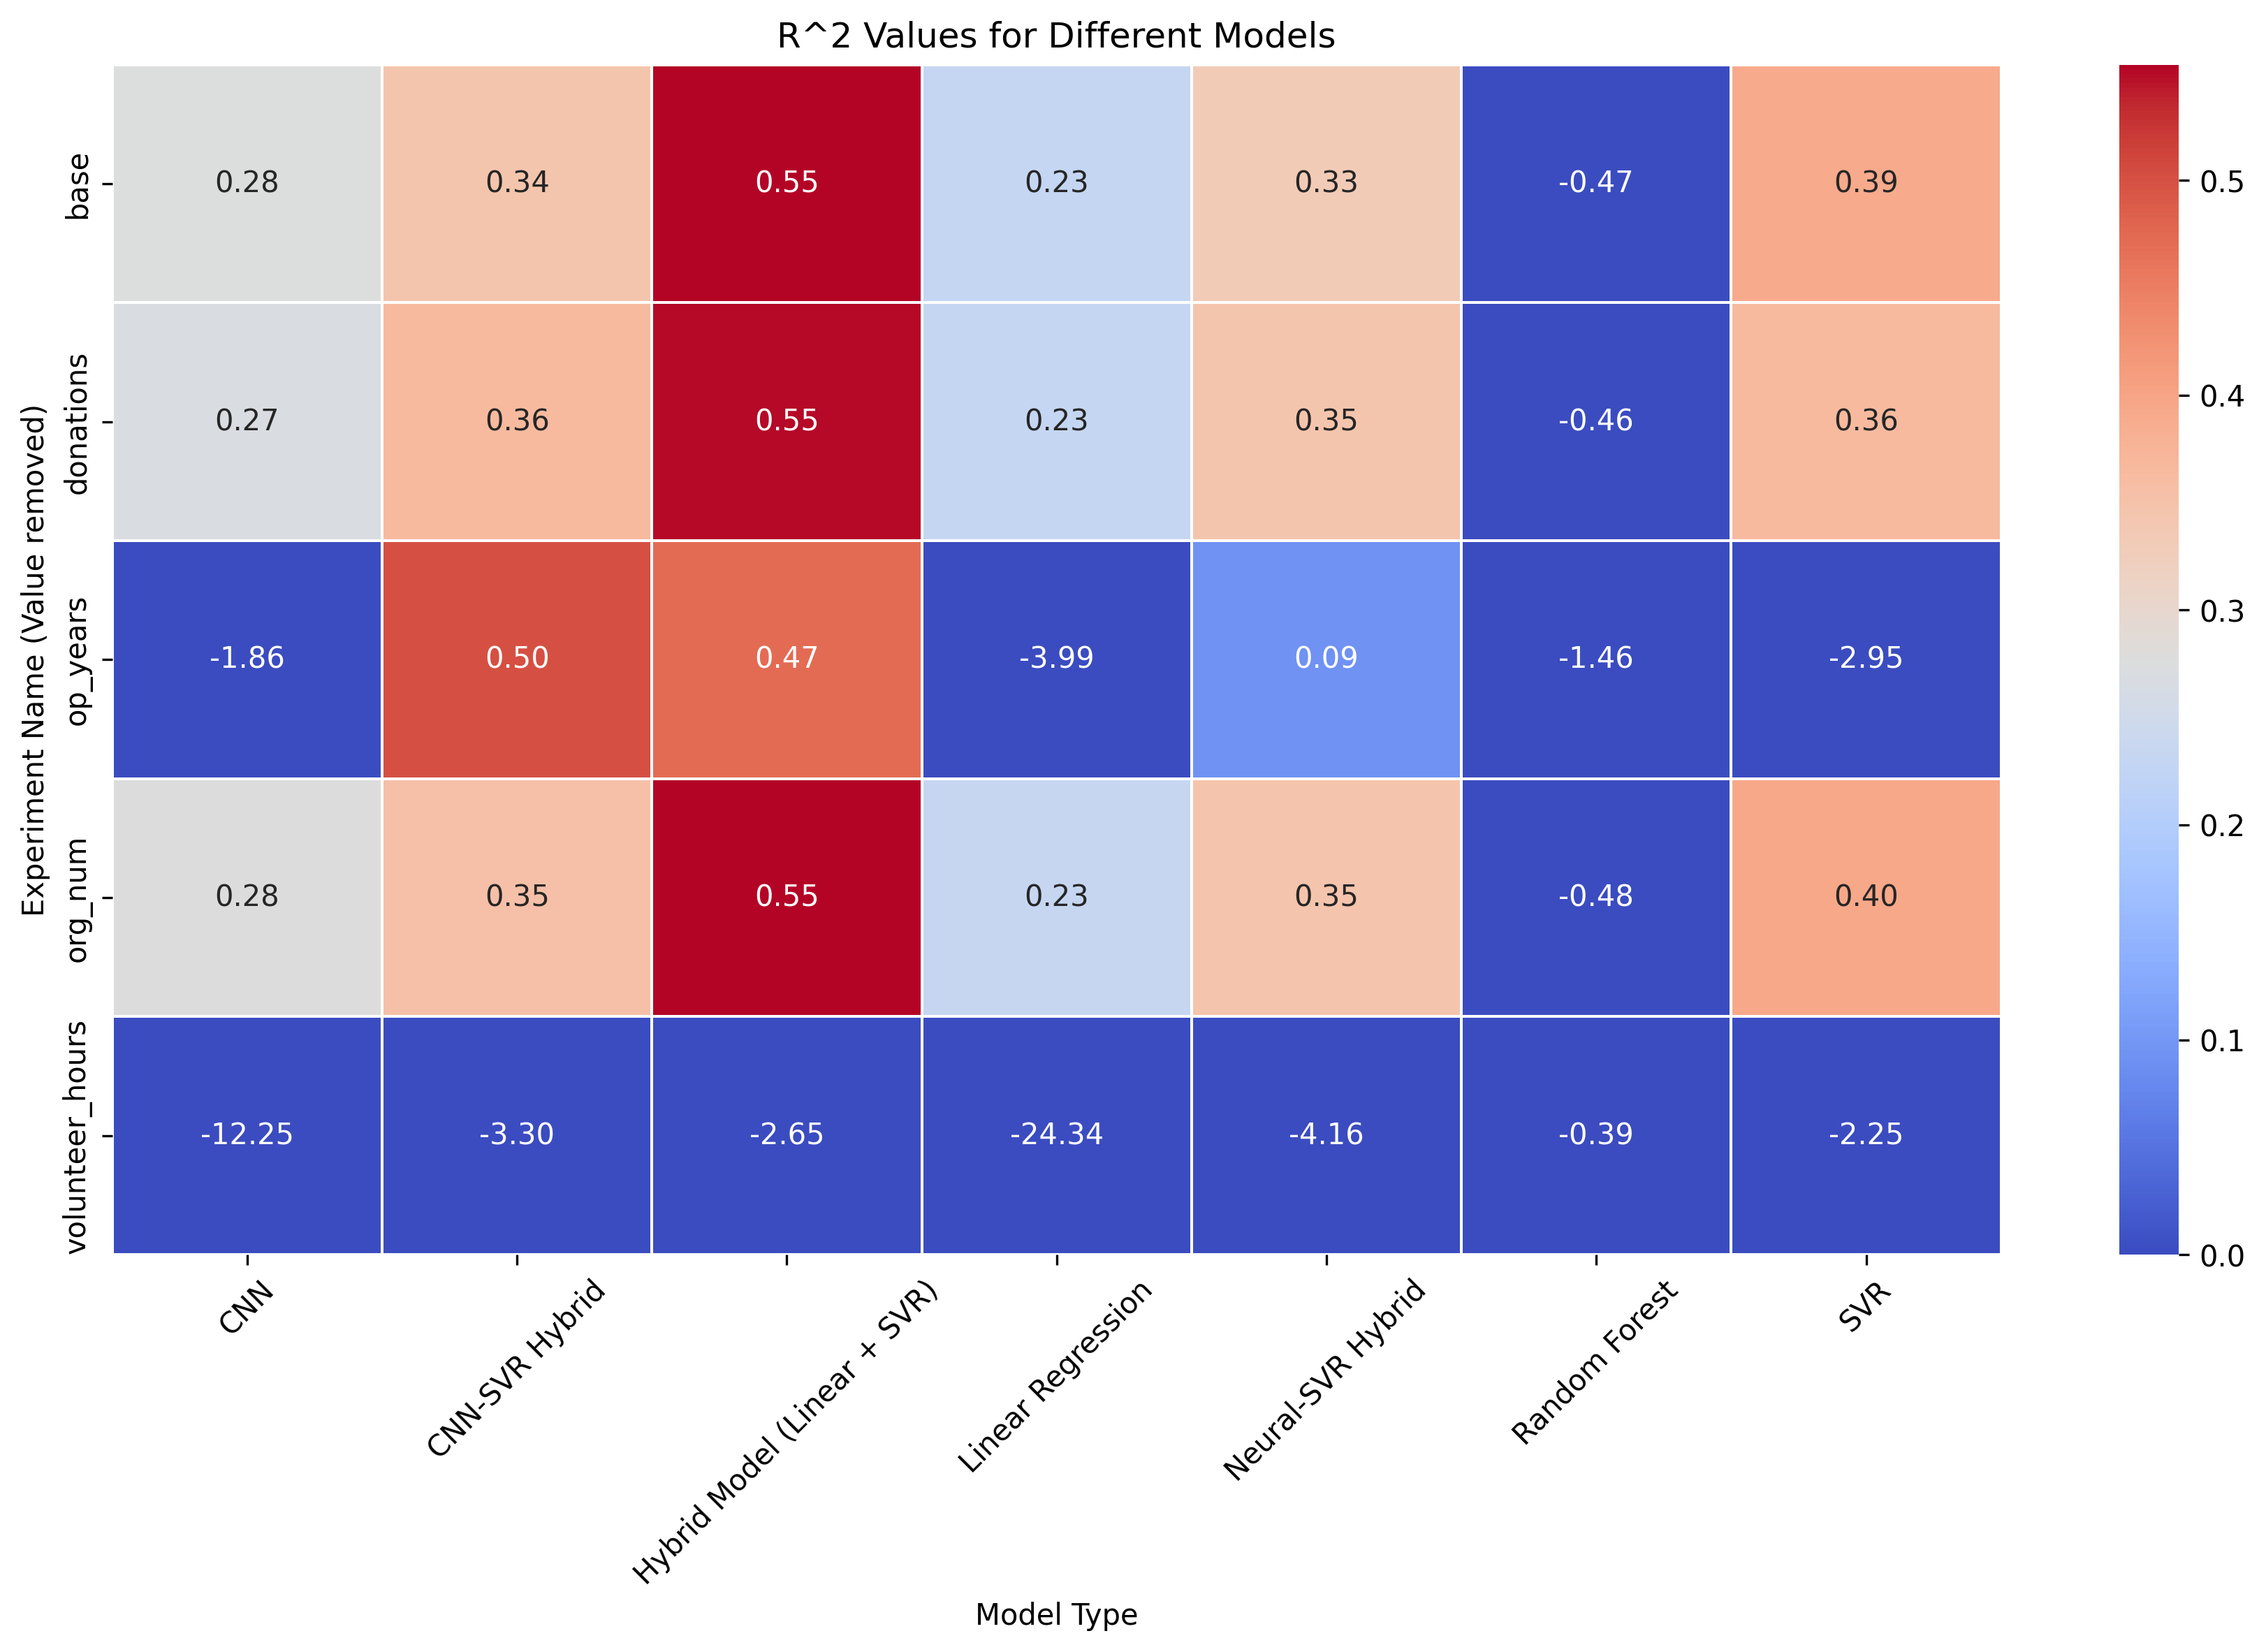 R^2 Values for Different Models
Experiment Name (Value removed)
base
0.28 0.34 0.55 0.23 0.33 -0.47 0.39
donations
0.27 0.36 0.55 0.23 0.35 -0.46 0.36
op_years
-1.86 0.50 0.47 -3.99 0.09 -1.46 -2.95
org_num
0.28 0.35 0.55 0.23 0.35 -0.48 0.40
volunteer_hours
-12.25 -3.30 -2.65 -24.34 -4.16 -0.39 -2.25
CNN
CNN-SVR Hybrid
Hybrid Model (Linear + SVR)
Linear Regression
Neural-SVR Hybrid
Random Forest
SVR
Model Type
0.5
0.4
0.3
0.2
0.1
0.0